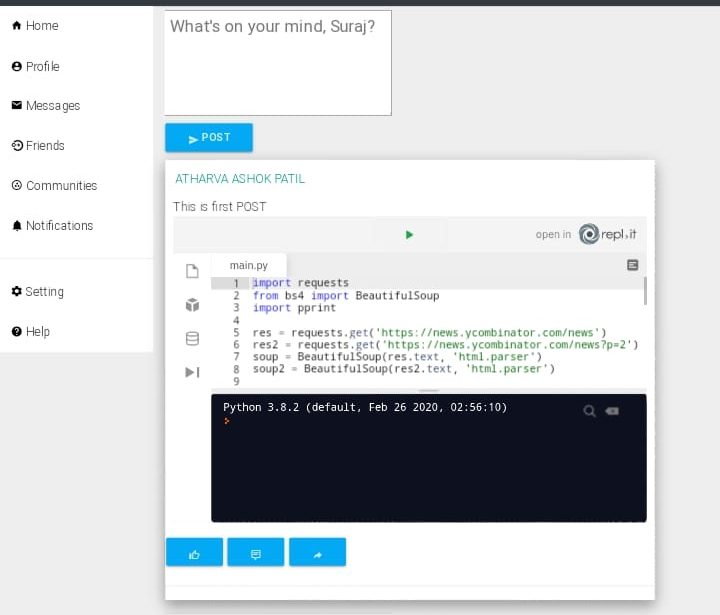 Home
Profile
Messages
Friends
Communities
Notifications
Setting
Help
What's on your mind, Suraj?
POST
ATHARVA ASHOK PATIL
This is first POST
open in repl.it
main.py
1 import requests
2 from bs4 import BeautifulSoup
3 import pprint
4
5 res = requests.get('https://news.ycombinator.com/news')
6 res2 = requests.get('https://news.ycombinator.com/news?p=2')
7 soup = BeautifulSoup(res.text, 'html.parser')
8 soup2 = BeautifulSoup(res2.text, 'html.parser')
9
Python 3.8.2 (default, Feb 26 2020, 02:56:10)
>